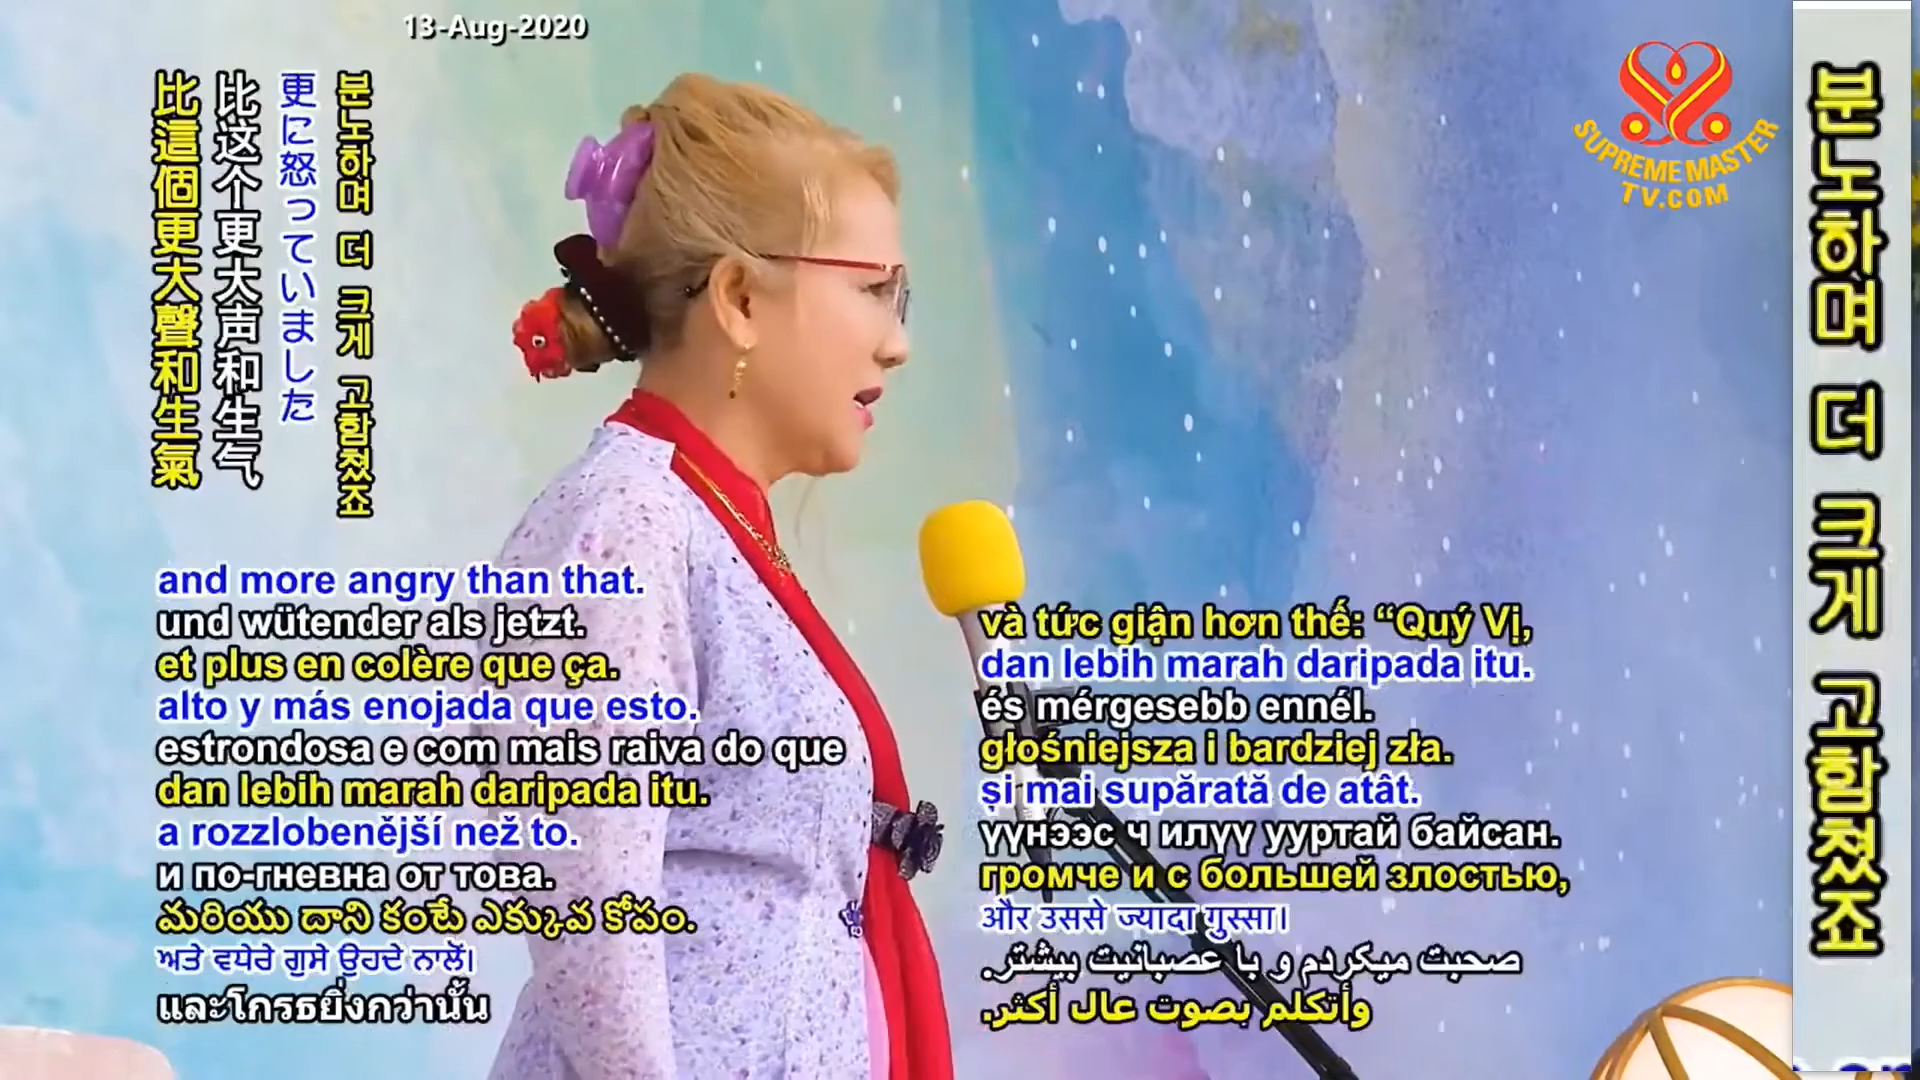 13-Aug-2020
SUPREME MASTER
TV.COM
比這個更大聲和生氣
比这个更大声和生气
更に怒っていました
분노하며 더 크게 고함쳤죠
and more angry than that.
und wütender als jetzt.
et plus en colère que ça.
alto y más enojada que esto.
estrondosa e com mais raiva do que
dan lebih marah daripada itu.
a rozzlobenější než to.
и по-гневна от това.
మరియు దాని కంటే ఎక్కువ కోపం.
ਅਤੇ ਵਧੇਰੇ ਗੁਸੇ ਉਹਦੇ ਨਾਲੋਂ।
และโกรธยิ่งกว่านั้น
và tức giận hơn thế: “Quý Vị,
dan lebih marah daripada itu.
és mérgesebb ennél.
głośniejsza i bardziej zła.
și mai supărată de atât.
үүнээс ч илүү ууртай байсан.
громче и с большей злостью,
और उससे ज्यादा गुस्सा।
صحبت میکردم و با عصبانیت بیشتر.
وأتكلم بصوت عال أكثر.
분노하며 더 크게 고함쳤죠